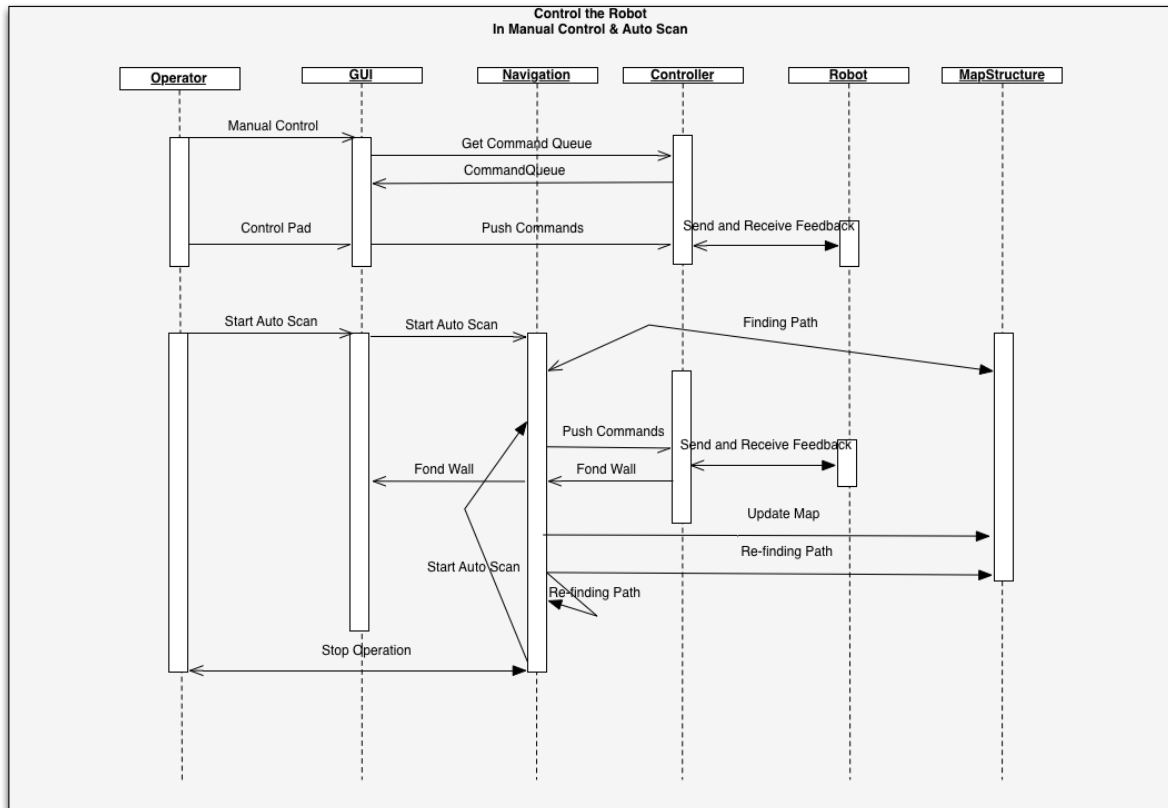 Control the Robot
In Manual Control & Auto Scan
Operator
GUI
Navigation
Controller
Robot
MapStructure
Manual Control
Get Command Queue
CommandQueue
Control Pad
Push Commands
Send and Receive Feedback
Start Auto Scan
Start Auto Scan
Finding Path
Push Commands
Send and Receive Feedback
Fond Wall
Fond Wall
Update Map
Re-finding Path
Start Auto Scan
Re-finding Path
Stop Operation